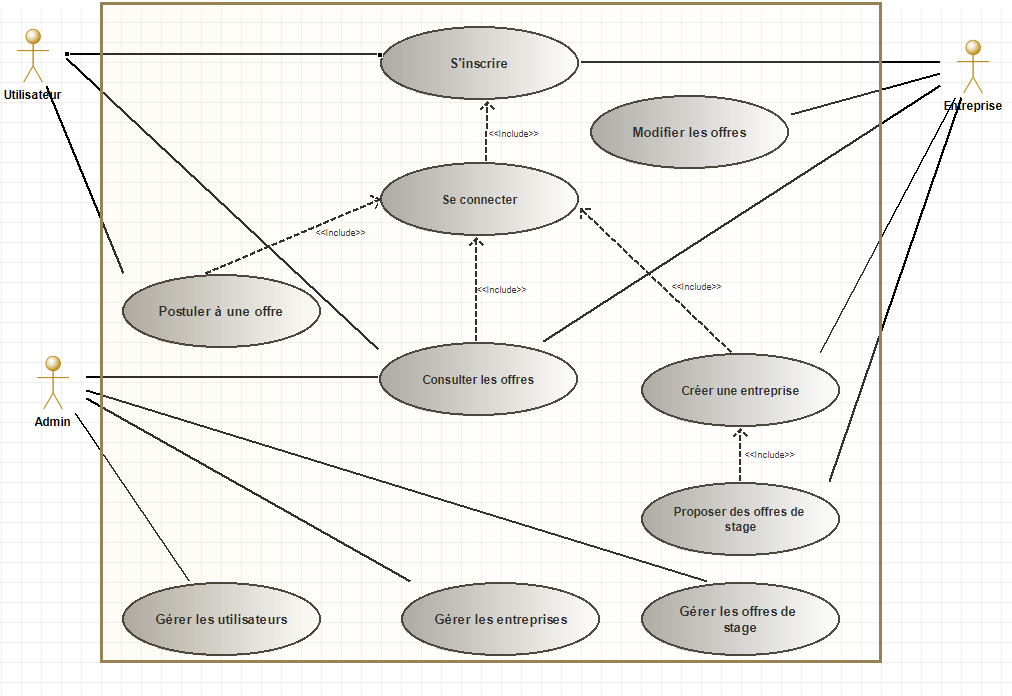 S'inscrire
Utilisateur
Entreprise
Modifier les offres
<<Include>>
Se connecter
<<Include>>
<<Include>>
<<Include>>
Postuler à une offre
Consulter les offres
Créer une entreprise
Admin
<<Include>>
Proposer des offres de
stage
Gérer les utilisateurs
Gérer les entreprises
Gérer les offres de
stage